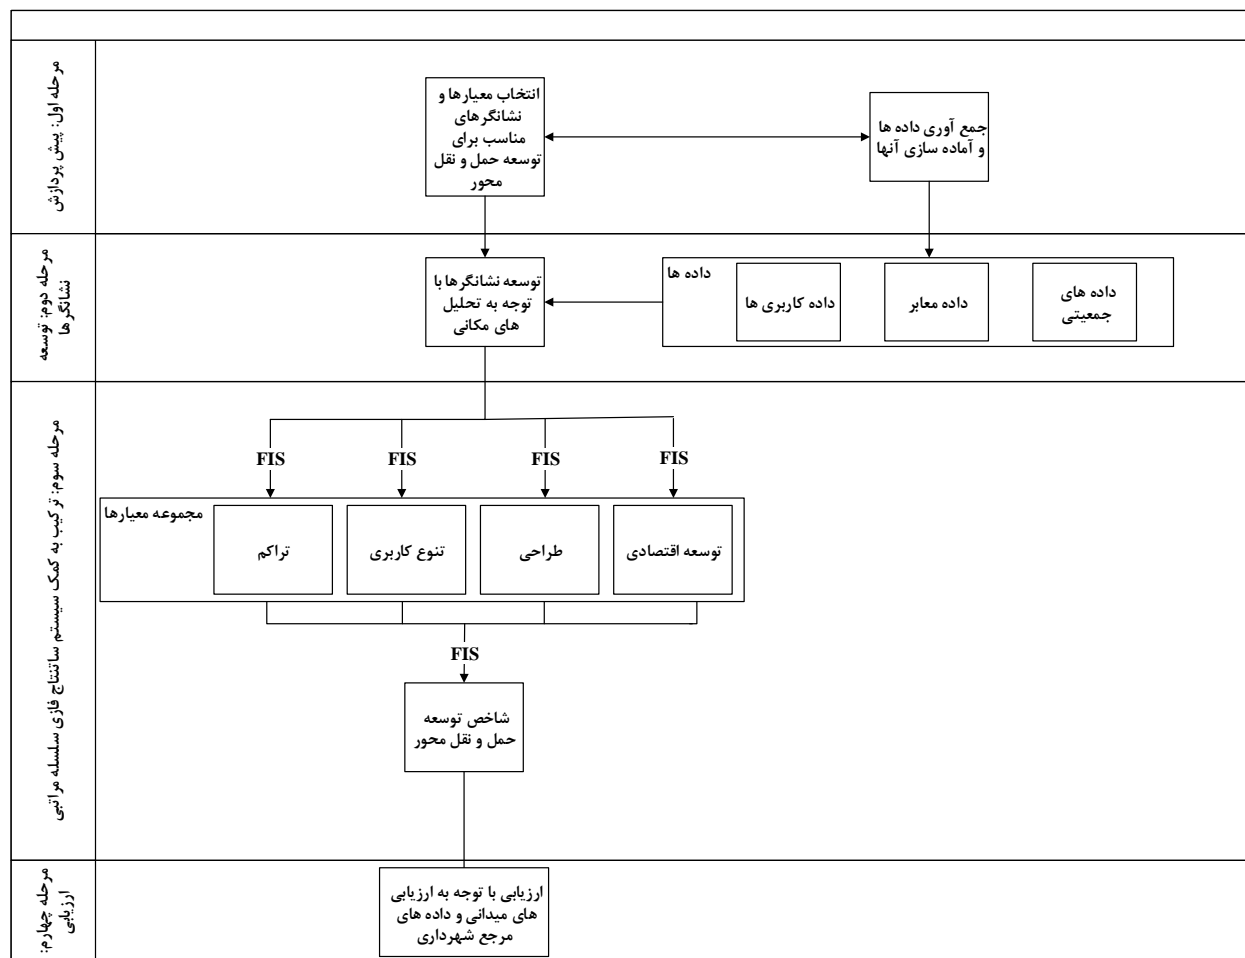 مرحله اول: پیش پردازش
انتخاب معیارها و
نشانگرهای
مناسب برای
توسعه حمل و نقل
محور
جمع آوری داده ها
و آماده سازی آنها
مرحله دوم: توسعه
نشانگرها
توسعه نشانگرها با
توجه به تحلیل
های مکانی
داده ها
داده کاربری ها
داده معابر
داده های
جمعیتی
مرحله سوم: ترکیب به کمک سیستم ساتنتاج فازی سلسله مراتبی
FIS
FIS
FIS
FIS
مجموعه معیارها
تراکم
تنوع کاربری
طراحی
توسعه اقتصادی
FIS
شاخص توسعه
حمل و نقل محور
مرحله چهارم:
ارزیابی
ارزیابی با توجه به ارزیابی
های میدانی و داده های
مرجع شهرداری